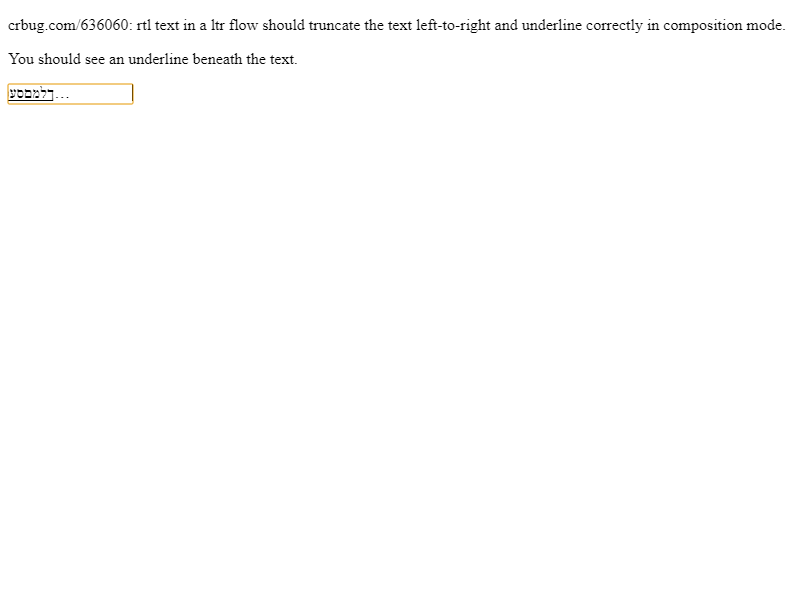 crbug.com/636060: rtl text in a ltr flow should truncate the text left-to-right and underline correctly in composition mode.
You should see an underline beneath the text.
ךלמםסע...